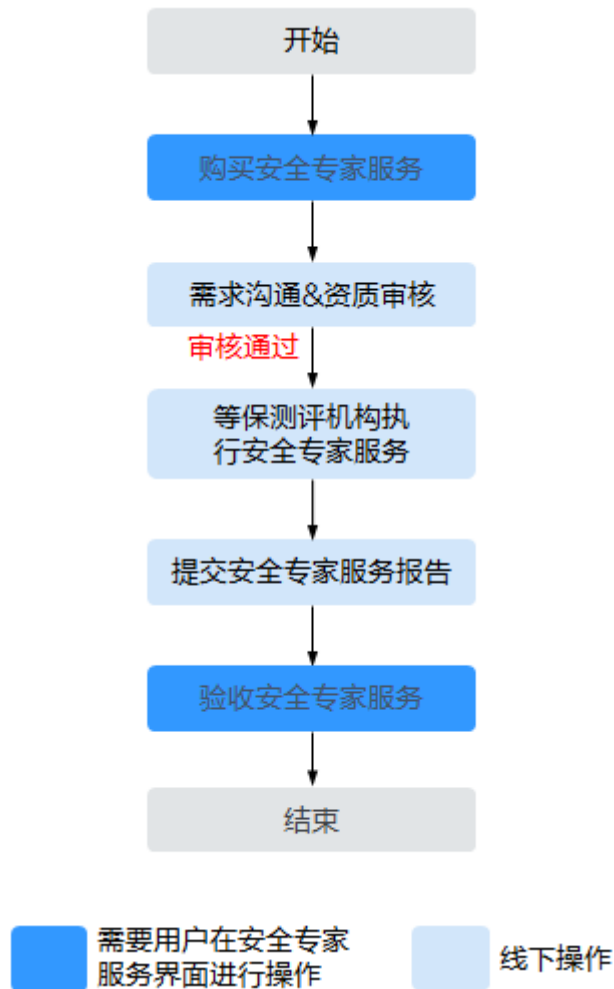 开始
购买安全专家服务
需求沟通&资质审核
审核通过
等保测评机构执
行安全专家服务
提交安全专家服务报告
验收安全专家服务
结束
需要用户在安全专家
服务界面进行操作
线下操作